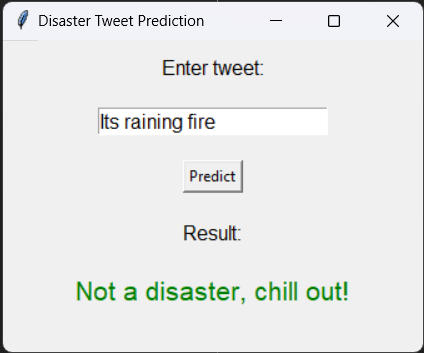 Disaster Tweet Prediction
Enter tweet:
Its raining fire
Predict
Result:
Not a disaster, chill out!